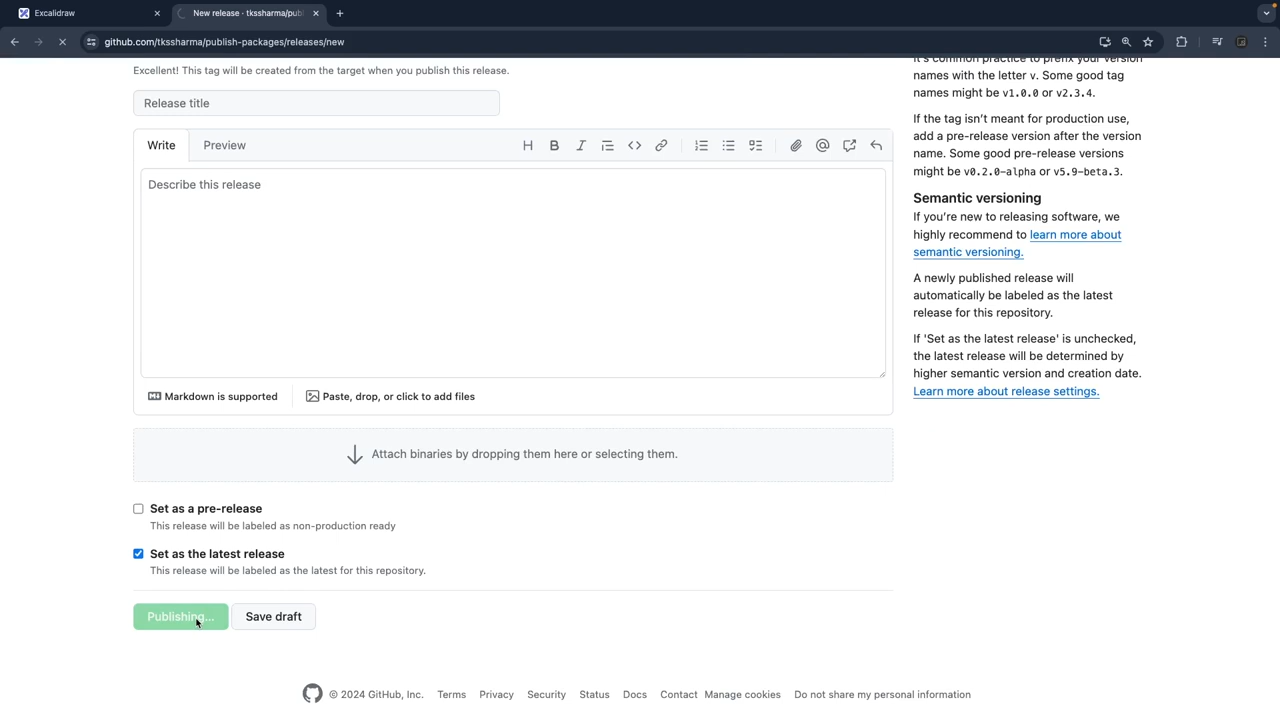 Excalidraw
New release · tkssharma/publ
github.com/tkssharma/publish-packages/releases/new
Excellent! This tag will be created from the target when you publish this release.
Release title
Write
Preview
Describe this release
Markdown is supported
Paste, drop, or click to add files
Attach binaries by dropping them here or selecting them.
Set as a pre-release
This release will be labeled as non-production ready
Set as the latest release
This release will be labeled as the latest for this repository.
Publishing...
Save draft
It's common practice to prefix your version
names with the letter v. Some good tag
names might be v1.0.0 or v2.3.4.
If the tag isn't meant for production use,
add a pre-release version after the version
name. Some good pre-release versions
might be v0.2.0-alpha or v5.9-beta.3.
Semantic versioning
If you're new to releasing software, we
highly recommend to learn more about
semantic versioning.
A newly published release will
automatically be labeled as the latest
release for this repository.
If 'Set as the latest release' is unchecked,
the latest release will be determined by
higher semantic version and creation date.
Learn more about release settings.
© 2024 GitHub, Inc.
Terms
Privacy
Security
Status
Docs
Contact
Manage cookies
Do not share my personal information